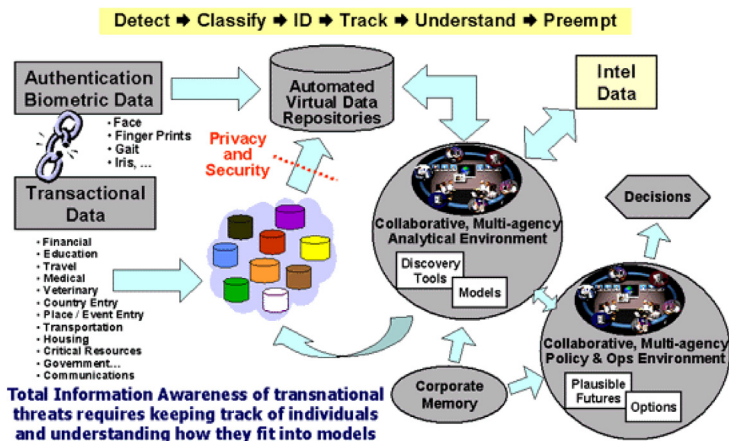 Detect ➔ Classify ➔ ID ➔ Track ➔ Understand ➔ Preempt
Authentication
Biometric Data
• Face
• Finger Prints
• Gait
• Iris, ...
Automated
Virtual Data
Repositories
Intel
Data
Privacy
and
Security
Transactional
Data
• Financial
• Education
• Travel
• Medical
• Veterinary
• Country Entry
• Place / Event Entry
• Transportation
• Housing
• Critical Resources
• Government...
• Communications
Collaborative, Multi-agency
Analytical Environment
Discovery
Tools
Models
Decisions
Collaborative, Multi-agency
Policy & Ops Environment
Plausible
Futures
Options
Corporate
Memory
Total Information Awareness of transnational
threats requires keeping track of individuals
and understanding how they fit into models